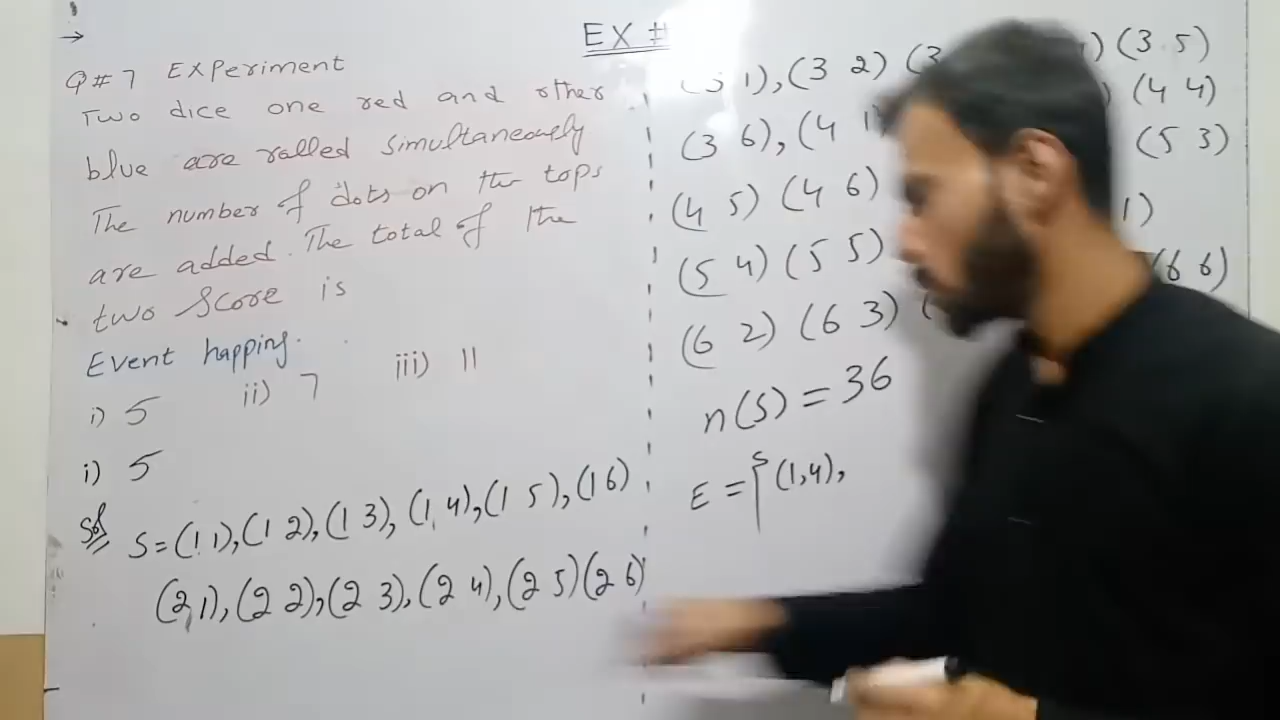 EX #
→
Q#7 Experiment
Two dice one red and other
blue are ralled simultaneously
The number of dots on the tops
are added. The total of the
two Score is
Event happing.
i) 5 ii) 7 iii) 11
i) 5
Sol
S=(1,1),(1 2),(1 3),(1,4),(1 5),(1 6)
(2,1),(2 2),(2 3),(2 4),(2 5)(2 6)
(3 1),(3 2) (3 ) (3 5)
(3 6),(4 1 ) (4 4)
(4 5) (4 6) (5 3)
(5 4) (5 5) 1)
(6 2) (6 3) ( (6 6)
n(S) = 36
E = {(1,4),